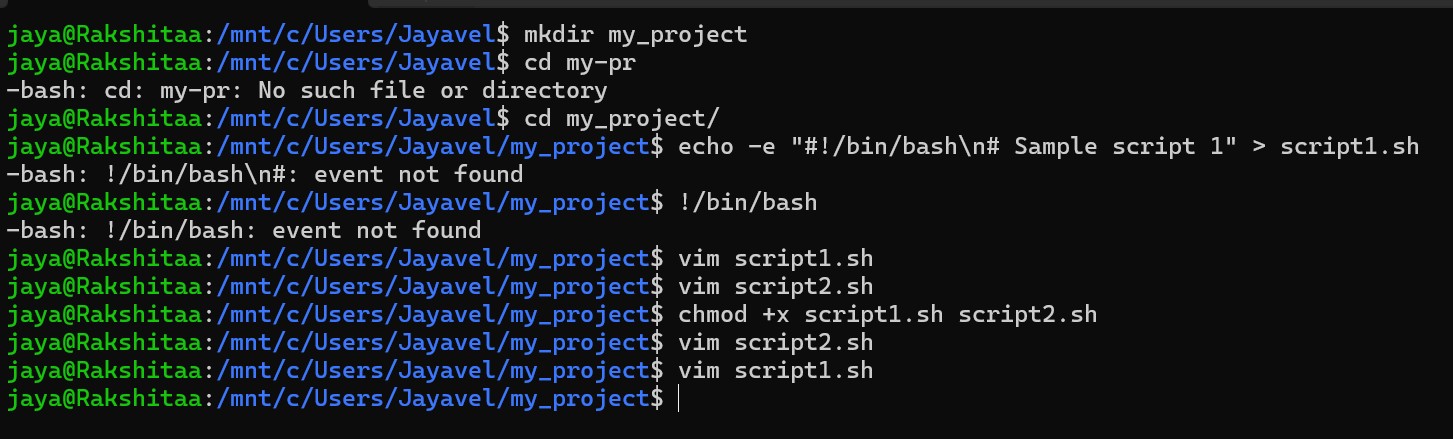 jaya@Rakshitaa:/mnt/c/Users/Jayavel$ mkdir my_project
jaya@Rakshitaa:/mnt/c/Users/Jayavel$ cd my-pr
-bash: cd: my-pr: No such file or directory
jaya@Rakshitaa:/mnt/c/Users/Jayavel$ cd my_project/
jaya@Rakshitaa:/mnt/c/Users/Jayavel/my_project$ echo -e "#!/bin/bash\n# Sample script 1" > script1.sh
-bash: !/bin/bash\n#: event not found
jaya@Rakshitaa:/mnt/c/Users/Jayavel/my_project$ !/bin/bash
-bash: !/bin/bash: event not found
jaya@Rakshitaa:/mnt/c/Users/Jayavel/my_project$ vim script1.sh
jaya@Rakshitaa:/mnt/c/Users/Jayavel/my_project$ vim script2.sh
jaya@Rakshitaa:/mnt/c/Users/Jayavel/my_project$ chmod +x script1.sh script2.sh
jaya@Rakshitaa:/mnt/c/Users/Jayavel/my_project$ vim script2.sh
jaya@Rakshitaa:/mnt/c/Users/Jayavel/my_project$ vim script1.sh
jaya@Rakshitaa:/mnt/c/Users/Jayavel/my_project$